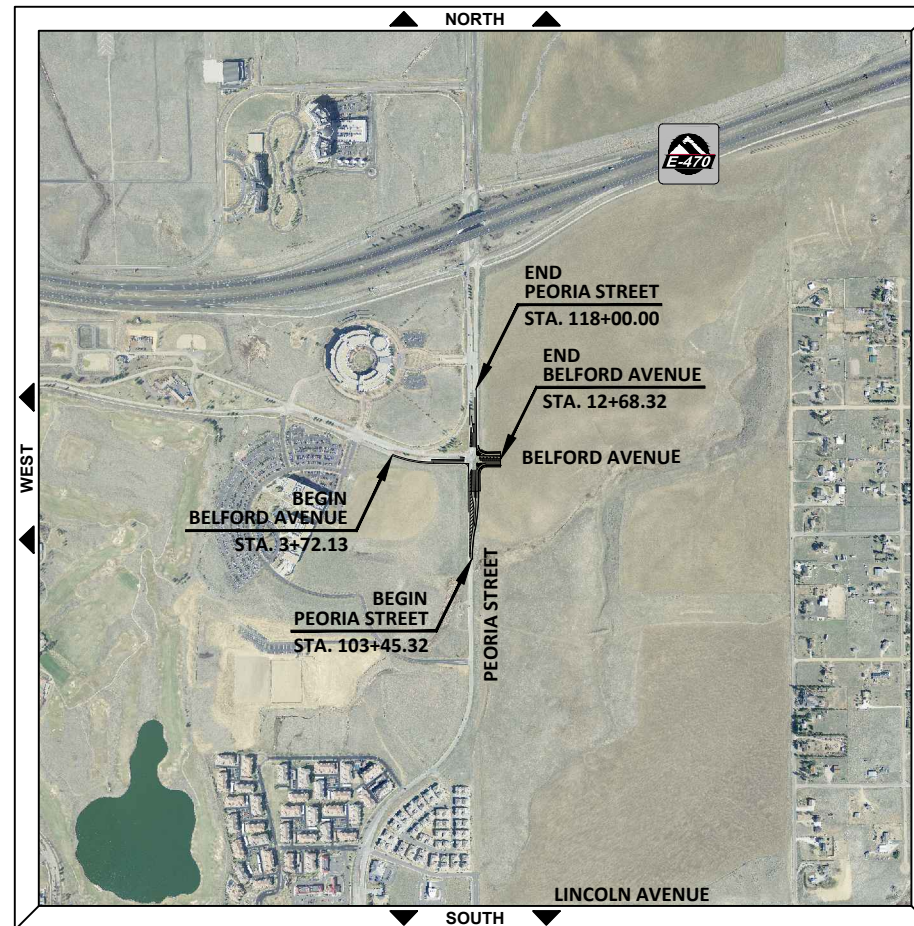 NORTH
E-470
END
PEORIA STREET
STA. 118+00.00
END
BELFORD AVENUE
STA. 12+68.32
WEST
BELFORD AVENUE
BEGIN
BELFORD AVENUE
STA. 3+72.13
BEGIN
PEORIA STREET
STA. 103+45.32
PEORIA STREET
LINCOLN AVENUE
SOUTH